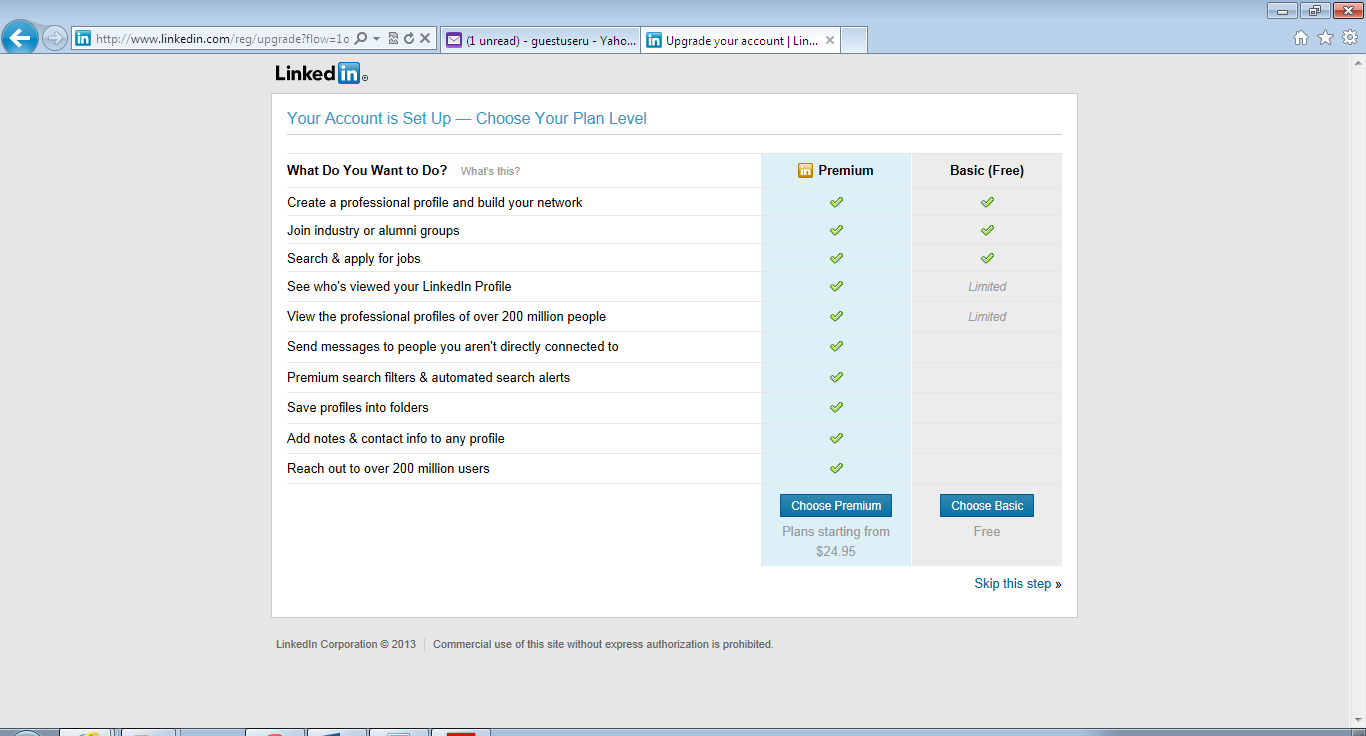 http://www.linkedin.com/reg/upgrade?flow=1o
(1 unread) - guestuseru - Yaho...
Upgrade your account | Lin...
Linked in
Your Account is Set Up — Choose Your Plan Level
What Do You Want to Do? What's this? in Premium Basic (Free)
Create a professional profile and build your network
Join industry or alumni groups
Search & apply for jobs
See who's viewed your LinkedIn Profile Limited
View the professional profiles of over 200 million people Limited
Send messages to people you aren't directly connected to
Premium search filters & automated search alerts
Save profiles into folders
Add notes & contact info to any profile
Reach out to over 200 million users
Choose Premium Choose Basic
Plans starting from Free
$24.95
Skip this step »
LinkedIn Corporation © 2013 Commercial use of this site without express authorization is prohibited.